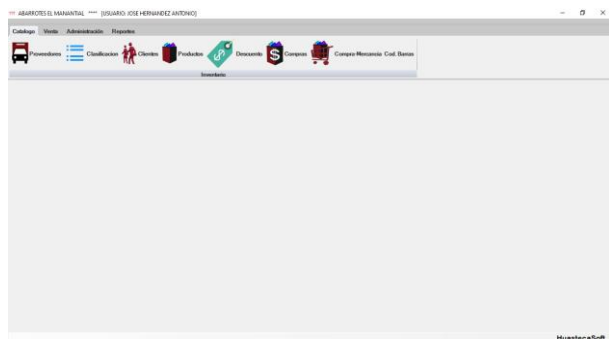 *** ABARROTES EL MANANTIAL **** [USUARIO: JOSE HERNANDEZ ANTONIO]
Catalogo Venta Administración Reportes
Proveedores Clasificacion Clientes Productos Descuento Compras Compra Mercancia Cod. Barras
Inventario
HuastecaSoft